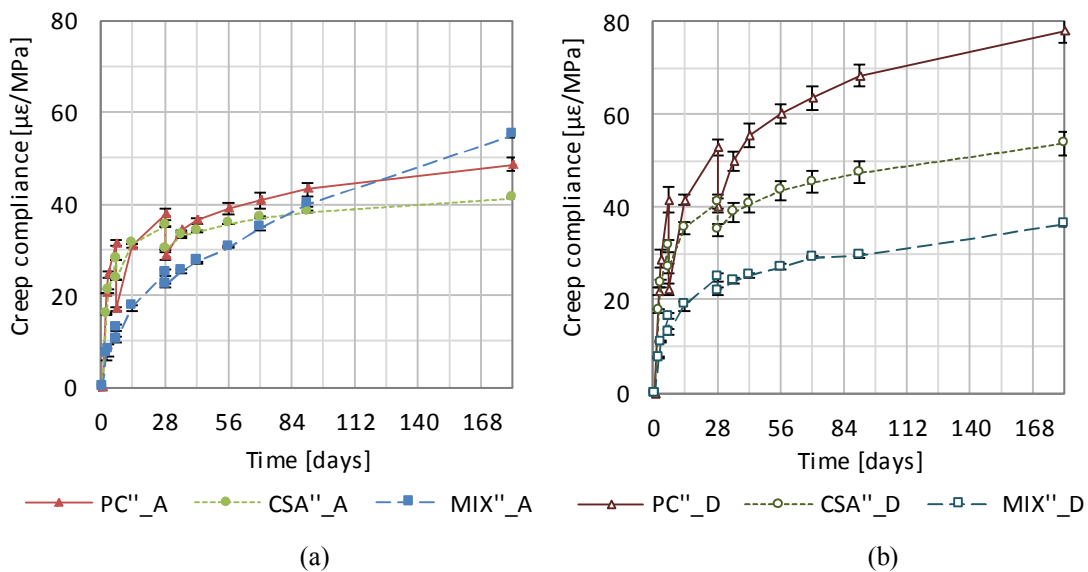 Creep compliance [με/MPa]
80
60
40
20
0
0 28 56 84 112 140 168
Time [days]
PC''_A CSA''_A MIX''_A
(a)
Creep compliance [με/MPa]
80
60
40
20
0
0 28 56 84 112 140 168
Time [days]
PC''_D CSA''_D MIX''_D
(b)